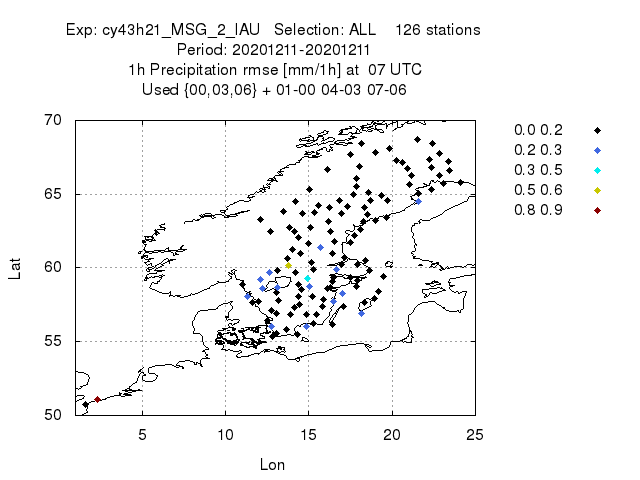 Exp: cy43h21_MSG_2_IAU   Selection: ALL    126 stations
Period: 20201211-20201211
1h Precipitation rmse [mm/1h] at  07 UTC
Used {00,03,06} + 01-00 04-03 07-06
70
65
60
55
50
Lat
5 10 15 20 25
Lon
0.0 0.2
0.2 0.3
0.3 0.5
0.5 0.6
0.8 0.9